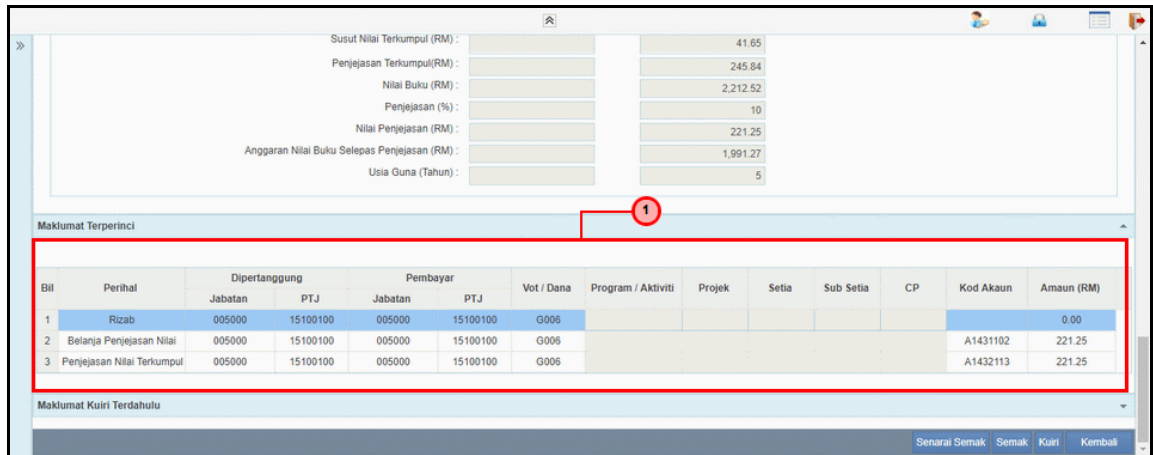 Susut Nilai Terkumpul (RM) : 41.65
Penjejasan Terkumpul(RM) : 245.84
Nilai Buku (RM) : 2,212.52
Penjejasan (%) : 10
Nilai Penjejasan (RM) : 221.25
Anggaran Nilai Buku Selepas Penjejasan (RM) : 1,991.27
Usia Guna (Tahun) : 5
1
Maklumat Terperinci
Bil Perihal Dipertanggung Pembayar Vot / Dana Program / Aktiviti Projek Setia Sub Setia CP Kod Akaun Amaun (RM)
Jabatan PTJ Jabatan PTJ
1 Rizab 005000 15100100 005000 15100100 G006 0.00
2 Belanja Penjejasan Nilai 005000 15100100 005000 15100100 G006 A1431102 221.25
3 Penjejasan Nilai Terkumpul 005000 15100100 005000 15100100 G006 A1432113 221.25
Maklumat Kuiri Terdahulu
Senarai Semak Semak Kuiri Kembali